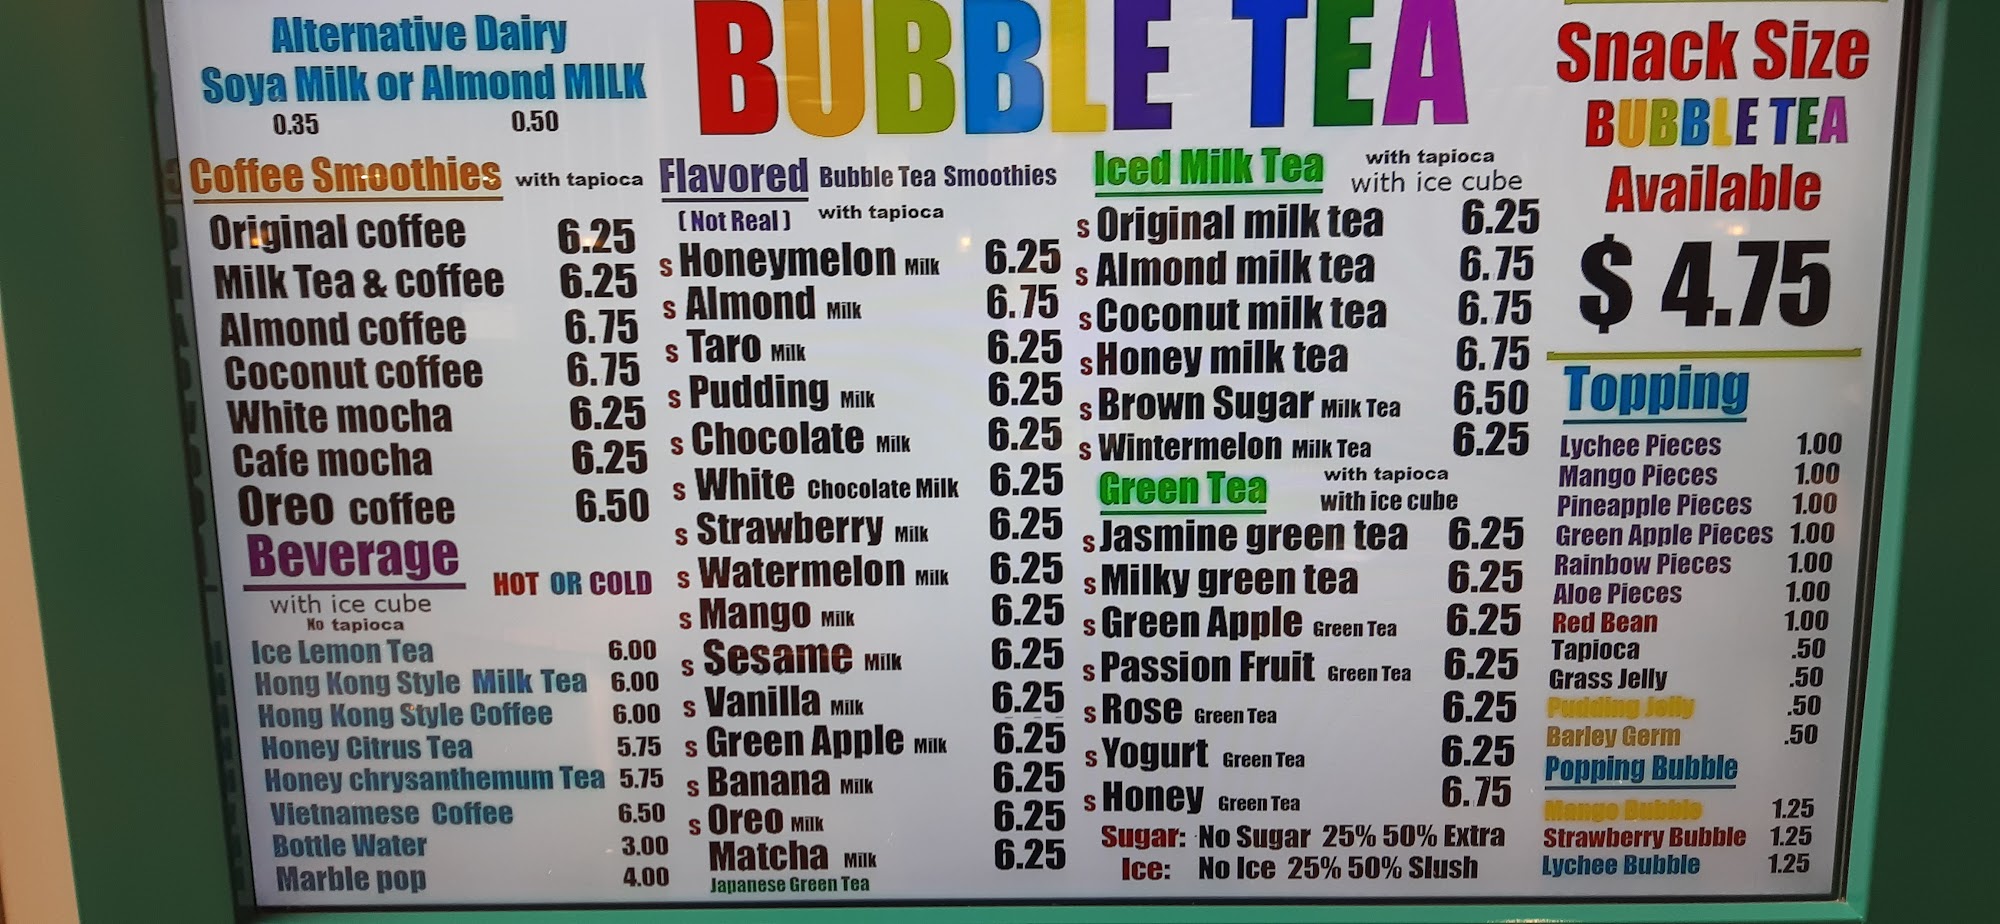 Alternative Dairy
Soya Milk or Almond MILK
0.35 0.50
Coffee Smoothies with tapioca
Original coffee 6.25
Milk Tea & coffee 6.25
Almond coffee 6.75
Coconut coffee 6.75
White mocha 6.25
Cafe mocha 6.25
Oreo coffee 6.50
Beverage HOT OR COLD
with ice cube
No tapioca
Ice Lemon Tea 6.00
Hong Kong Style Milk Tea 6.00
Hong Kong Style Coffee 6.00
Honey Citrus Tea 5.75
Honey chrysanthemum Tea 5.75
Vietnamese Coffee 6.50
Bottle Water 3.00
Marble pop 4.00
BUBBLE TEA
Flavored Bubble Tea Smoothies
(Not Real) with tapioca
s Honeymelon Milk 6.25
s Almond Milk 6.75
s Taro Milk 6.25
s Pudding Milk 6.25
s Chocolate Milk 6.25
s White Chocolate Milk 6.25
s Strawberry Milk 6.25
s Watermelon Milk 6.25
s Mango Milk 6.25
s Sesame Milk 6.25
s Vanilla Milk 6.25
s Green Apple Milk 6.25
s Banana Milk 6.25
s Oreo Milk 6.25
Matcha Milk 6.25
Japanese Green Tea
Iced Milk Tea with tapioca
with ice cube
s Original milk tea 6.25
s Almond milk tea 6.75
s Coconut milk tea 6.75
s Honey milk tea 6.75
s Brown Sugar Milk Tea 6.50
s Wintermelon Milk Tea 6.25
Green Tea with tapioca
with ice cube
s Jasmine green tea 6.25
s Milky green tea 6.25
s Green Apple Green Tea 6.25
s Passion Fruit Green Tea 6.25
s Rose Green Tea 6.25
s Yogurt Green Tea 6.25
s Honey Green Tea 6.75
Sugar: No Sugar 25% 50% Extra
Ice: No Ice 25% 50% Slush
Snack Size
BUBBLE TEA
Available
$ 4.75
Topping
Lychee Pieces 1.00
Mango Pieces 1.00
Pineapple Pieces 1.00
Green Apple Pieces 1.00
Rainbow Pieces 1.00
Aloe Pieces 1.00
Red Bean 1.00
Tapioca .50
Grass Jelly .50
Pudding Jelly .50
Barley Germ .50
Popping Bubble
Mango Bubble 1.25
Strawberry Bubble 1.25
Lychee Bubble 1.25